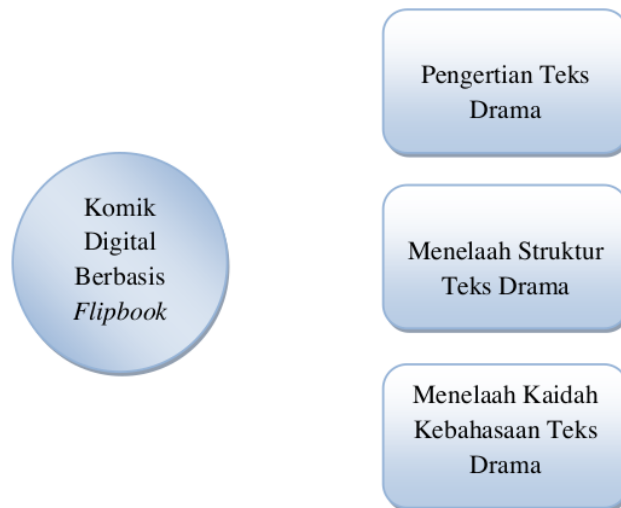 Komik
Digital
Berbasis
Flipbook
Pengertian Teks
Drama
Menelaah Struktur
Teks Drama
Menelaah Kaidah
Kebahasaan Teks
Drama